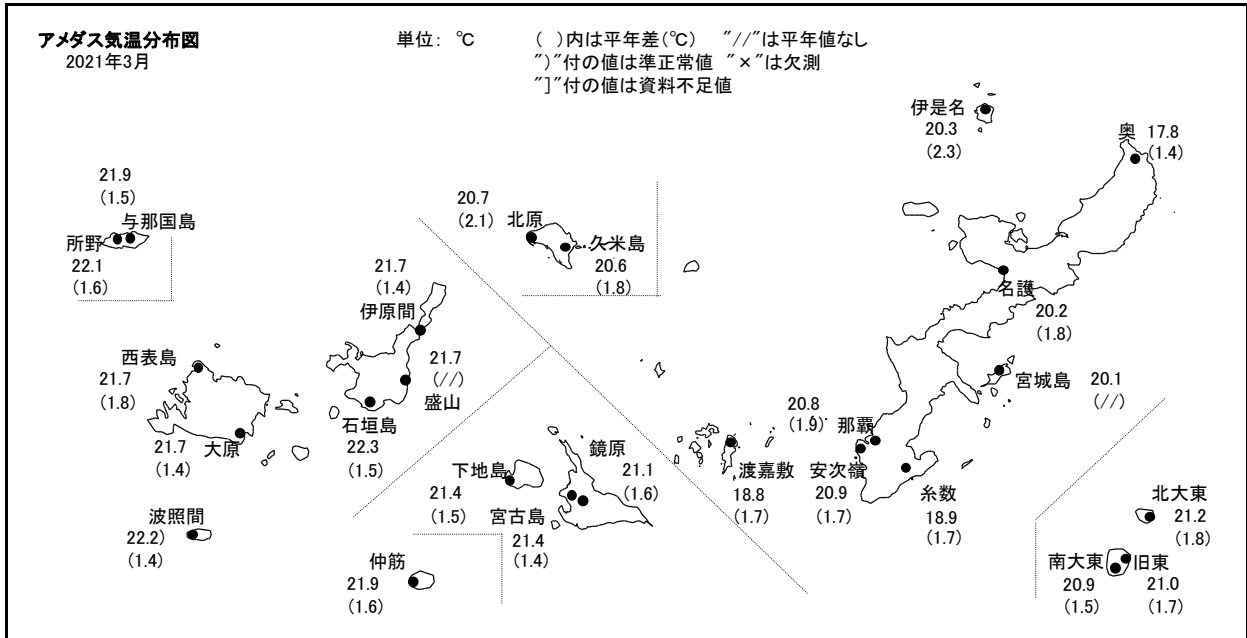 アメダス気温分布図
2021年3月
単位: ℃
( )内は平年差(℃) "//"は平年値なし
")"付の値は準正常値 "×"は欠測
"]"付の値は資料不足値
伊是名
20.3
(2.3)
奥 17.8
(1.4)
21.9
(1.5)
与那国島
所野
22.1
(1.6)
20.7
(2.1)
北原
久米島
20.6
(1.8)
21.7
(1.4)
伊原間
21.7
(//)
盛山
石垣島
22.3
(1.5)
西表島
21.7
(1.8)
21.7
(1.4)
大原
波照間
22.2)
(1.4)
名護
20.2
(1.8)
宮城島
20.1
(//)
20.8
(1.9)
那覇
渡嘉敷
18.8
(1.7)
安次嶺
20.9
(1.7)
糸数
18.9
(1.7)
下地島
21.4
(1.5)
鏡原
21.1
(1.6)
宮古島
21.4
(1.4)
仲筋
21.9
(1.6)
北大東
21.2
(1.8)
南大東
20.9
(1.5)
旧東
21.0
(1.7)